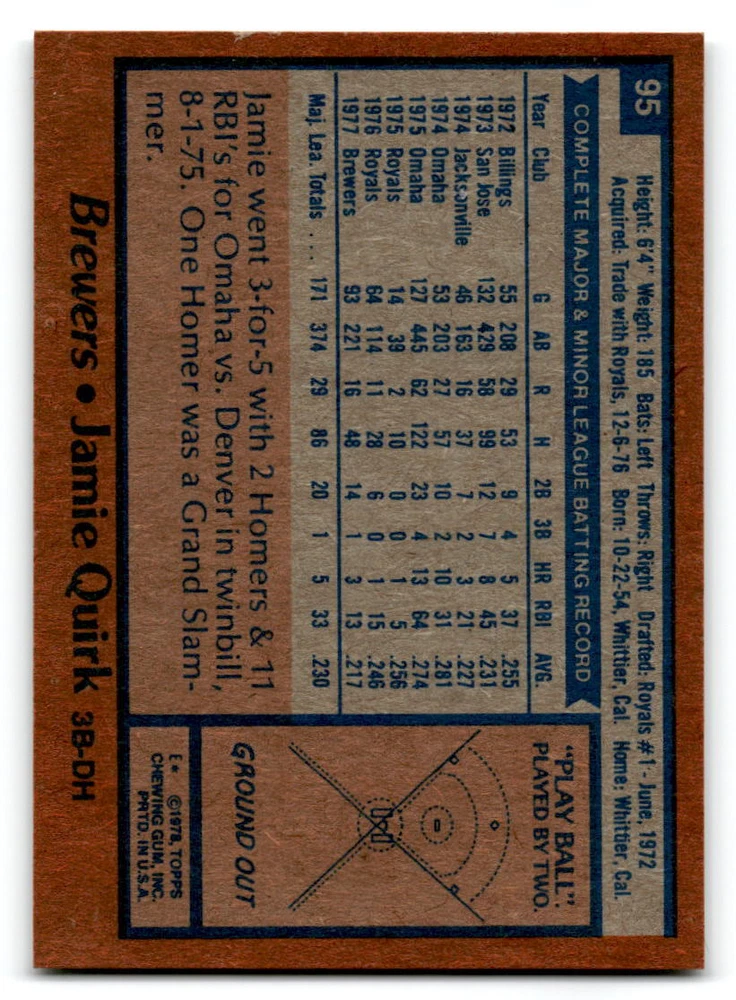 95
Height: 6'4" Weight: 185 Bats: Left Throws: Right Drafted: Royals #1-June, 1972
Acquired: Trade with Royals, 12-6-76 Born: 10-22-54, Whittier, Cal. Home: Whittier, Cal.
COMPLETE MAJOR & MINOR LEAGUE BATTING RECORD
Year Club G AB R H 2B 3B HR RBI AVG.
1972 Billings 55 208 29 53 9 4 5 37 .255
1973 San Jose 132 429 58 99 12 7 8 45 .231
1974 Jacksonville 46 163 16 37 7 2 3 21 .227
1974 Omaha 53 203 27 57 10 2 10 31 .281
1975 Omaha 127 445 62 122 23 4 13 64 .274
1975 Royals 14 39 2 10 0 0 1 5 .256
1976 Royals 64 114 11 28 6 0 1 15 .246
1977 Brewers 93 221 16 48 14 1 3 13 .217
Maj. Lea. Totals .... 171 374 29 86 20 1 5 33 .230
Jamie went 3-for-5 with 2 Homers & 11
RBI's for Omaha vs. Denver in twinbill,
8-1-75. One Homer was a Grand Slam-
mer.
"PLAY BALL":
PLAYED BY TWO.
GROUND OUT
E* ©1978, TOPPS
CHEWING GUM, INC.
PRTD. IN U.S.A.
Brewers • Jamie Quirk 3B-DH